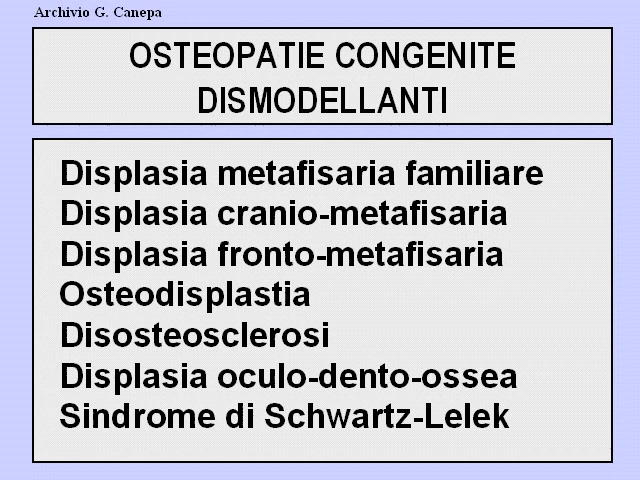 Archivio G. Canepa
OSTEOPATIE CONGENITE
DISMODELLANTI
Displasia metafisaria familiare
Displasia cranio-metafisaria
Displasia fronto-metafisaria
Osteodisplastia
Disosteosclerosi
Displasia oculo-dento-ossea
Sindrome di Schwartz-Lelek